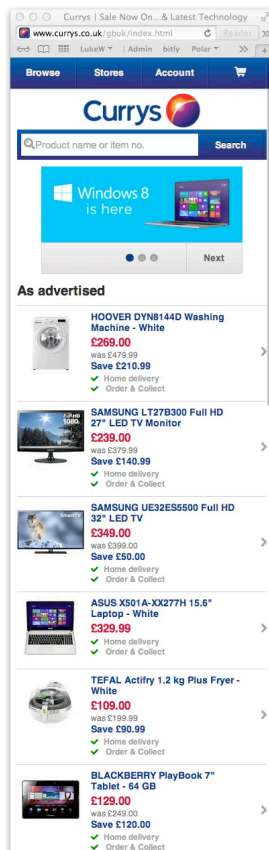 Currys | Sale Now On...& Latest Technology
www.currys.co.uk/gbuk/index.html
Reader
LukeW
Admin
bitly
Polar
Browse
Stores
Account
Currys
Product name or item no.
Search
Windows 8
is here
Next
As advertised
HOOVER DYN8144D Washing
Machine - White
£269.00
was £479.99
Save £210.99
Home delivery
Order & Collect
FullHD
1080p
SAMSUNG LT27B300 Full HD
27" LED TV Monitor
£239.00
was £379.99
Save £140.99
Home delivery
Order & Collect
SmartTV
SAMSUNG UE32ES5500 Full HD
32" LED TV
£349.00
was £399.00
Save £50.00
Home delivery
Order & Collect
ASUS X501A-XX277H 15.6"
Laptop - White
£329.99
Home delivery
Order & Collect
TEFAL Actifry 1.2 kg Plus Fryer -
White
£109.00
was £199.99
Save £90.99
Home delivery
Order & Collect
BLACKBERRY PlayBook 7"
Tablet - 64 GB
£129.00
was £249.00
Save £120.00
Home delivery
Order & Collect